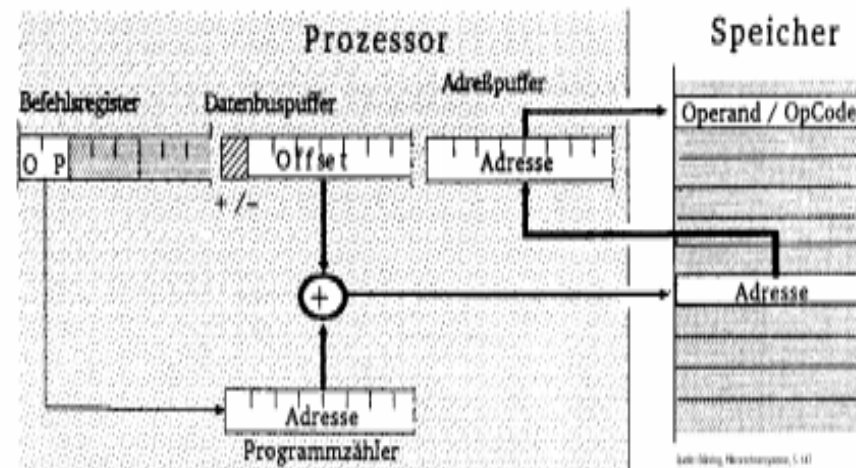 Prozessor
Speicher
Befehlsregister
Datenbuspuffer
Adreßpuffer
Operand / OpCode
O P
Offset
Adresse
+ / -
+
Adresse
Adresse
Programmzähler